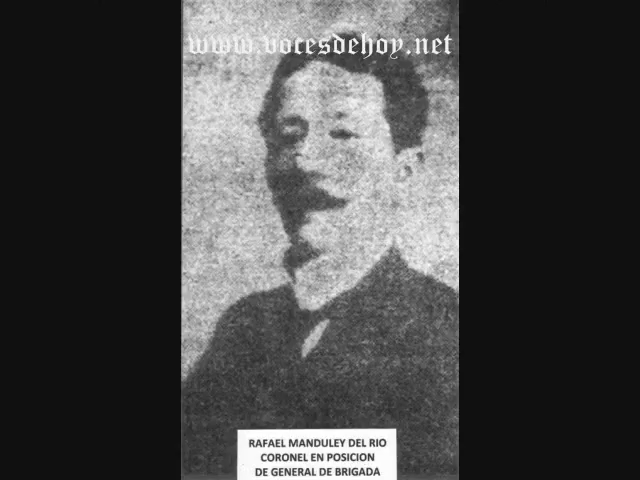 www.vocesdehoy.net
RAFAEL MANDULEY DEL RIO
CORONEL EN POSICION
DE GENERAL DE BRIGADA